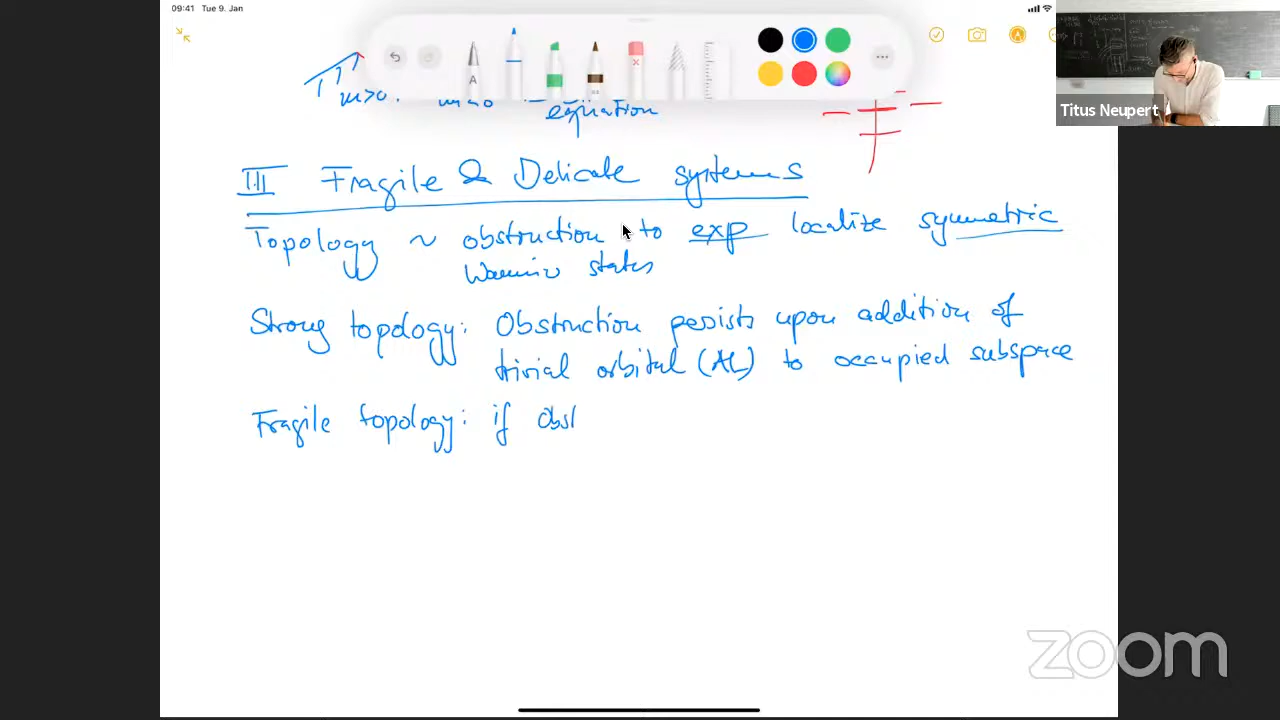 09:41 Tue 9. Jan
m>0
equation
III Fragile & Delicate systems
Topology ~ obstruction to exp localize symmetric
Wannier states
Strong topology: Obstruction persists upon addition of
trivial orbital (AL) to occupied subspace
Fragile topology: if obst
Titus Neupert
zoom